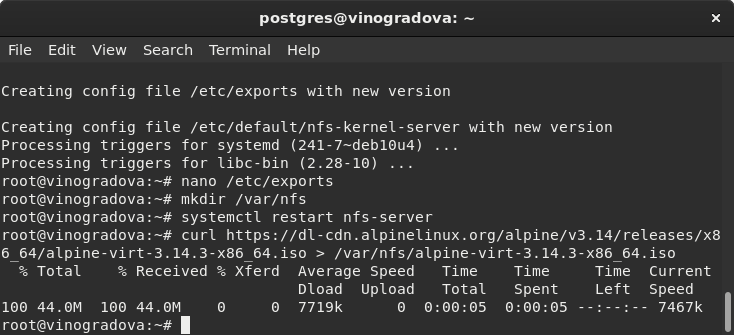 postgres@vinogradova: ~
×
File Edit View Search Terminal Help
Creating config file /etc/exports with new version
Creating config file /etc/default/nfs-kernel-server with new version
Processing triggers for systemd (241-7~deb10u4) ...
Processing triggers for libc-bin (2.28-10) ...
root@vinogradova:~# nano /etc/exports
root@vinogradova:~# mkdir /var/nfs
root@vinogradova:~# systemctl restart nfs-server
root@vinogradova:~# curl https://dl-cdn.alpinelinux.org/alpine/v3.14/releases/x8
6_64/alpine-virt-3.14.3-x86_64.iso > /var/nfs/alpine-virt-3.14.3-x86_64.iso
  % Total    % Received % Xferd  Average Speed   Time    Time     Time  Current
                                 Dload  Upload   Total   Spent    Left  Speed
100 44.0M  100 44.0M    0     0  7719k      0  0:00:05  0:00:05 --:--:-- 7467k
root@vinogradova:~#